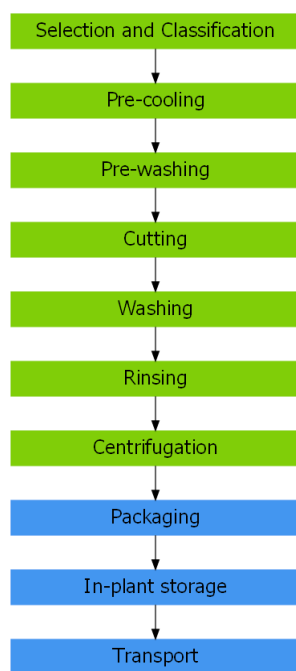 Selection and Classification
Pre-cooling
Pre-washing
Cutting
Washing
Rinsing
Centrifugation
Packaging
In-plant storage
Transport